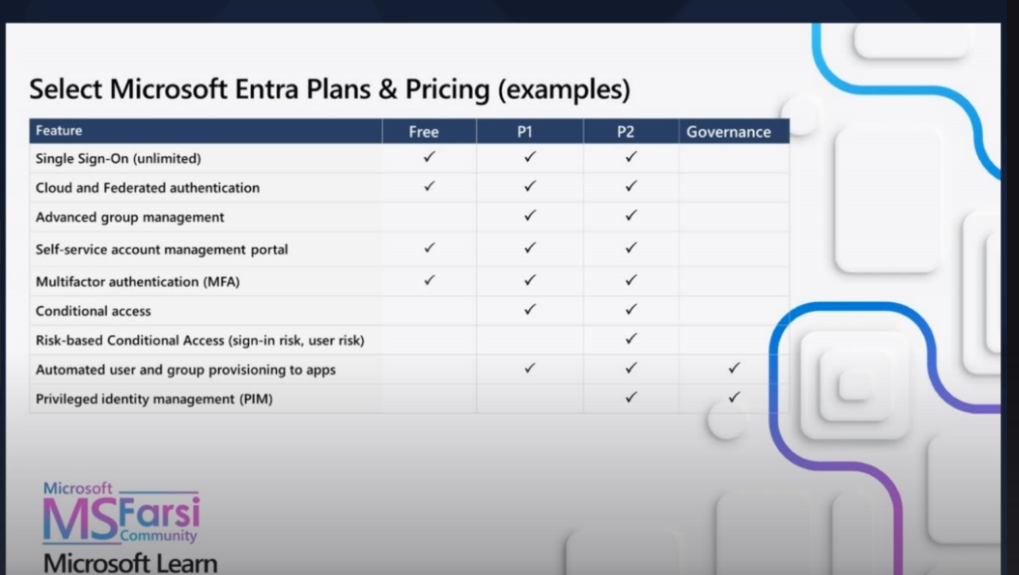 Select Microsoft Entra Plans & Pricing (examples)
Feature Free P1 P2 Governance
Single Sign-On (unlimited) ✓ ✓ ✓
Cloud and Federated authentication ✓ ✓ ✓
Advanced group management ✓ ✓
Self-service account management portal ✓ ✓ ✓
Multifactor authentication (MFA) ✓ ✓ ✓
Conditional access ✓ ✓
Risk-based Conditional Access (sign-in risk, user risk) ✓
Automated user and group provisioning to apps ✓ ✓ ✓
Privileged identity management (PIM) ✓ ✓
Microsoft
MSFarsi
Community
Microsoft Learn